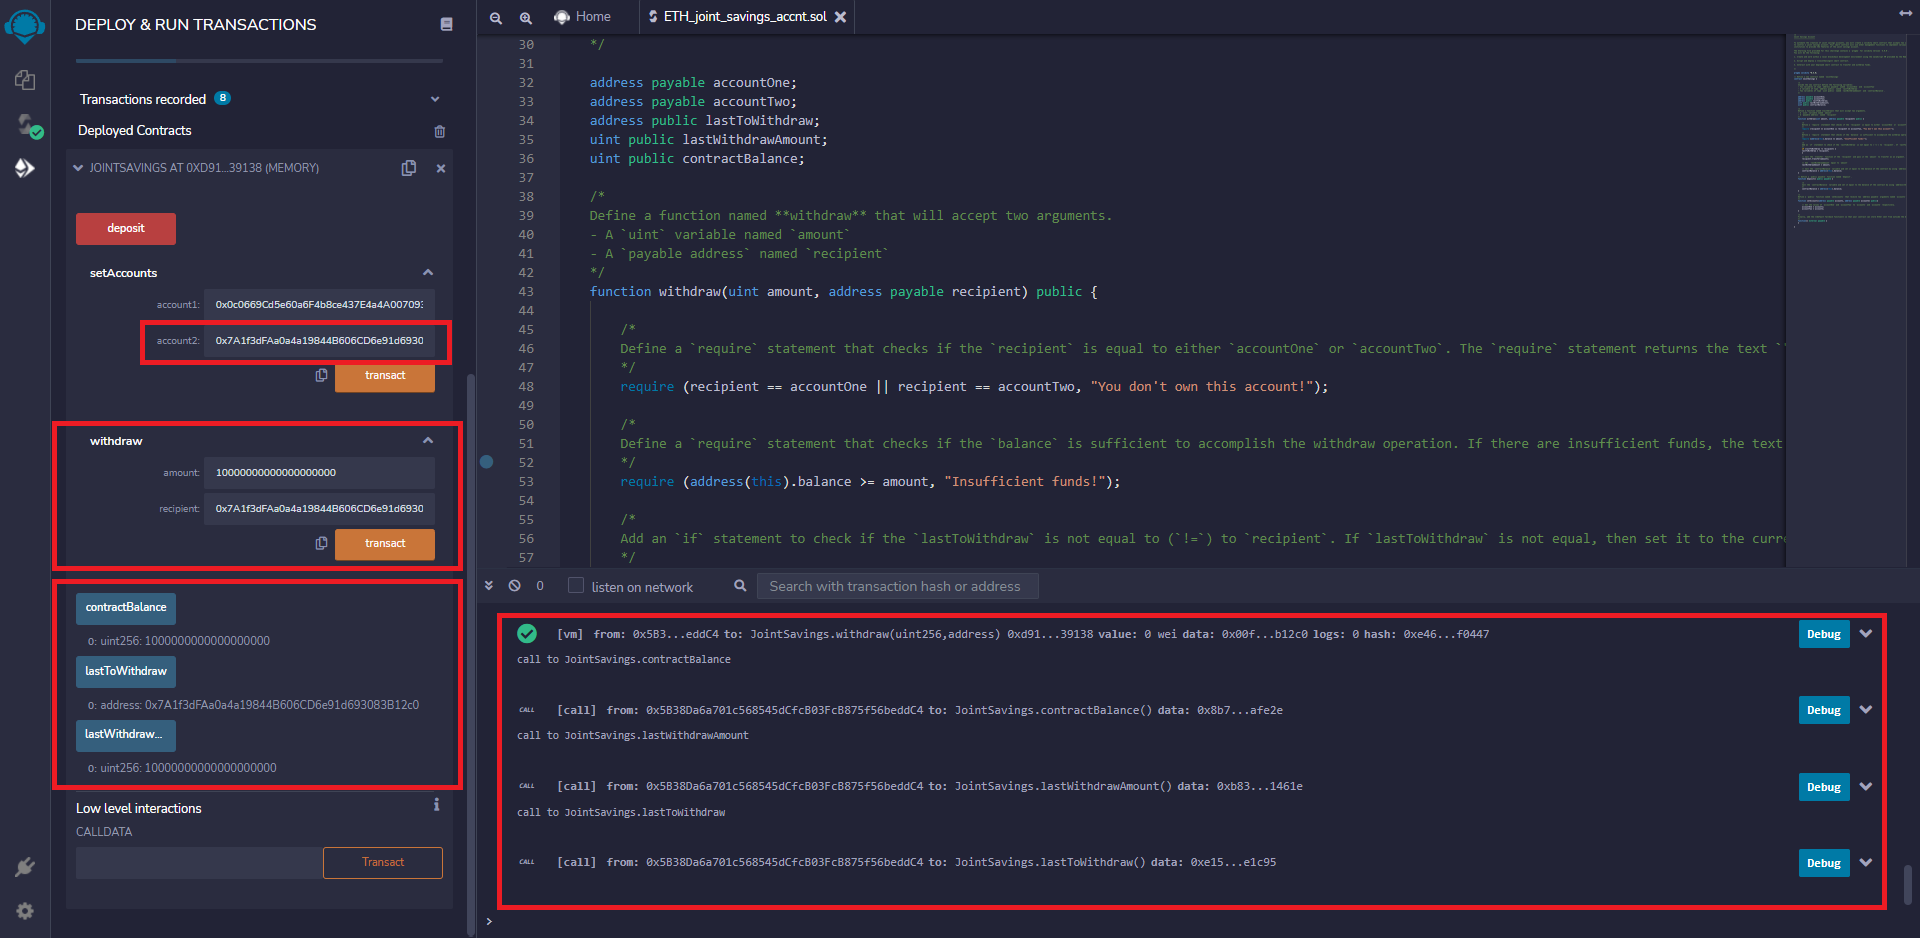 DEPLOY & RUN TRANSACTIONS
Transactions recorded 8
Deployed Contracts
JOINTSAVINGS AT 0XD91...39138 (MEMORY)
deposit
setAccounts
account1: 0x0c0669Cd5e60a6F4b8ce437E4a4A007093
account2: 0x7A1f3dFAa0a4a19844B606CD6e91d6930
transact
withdraw
amount: 10000000000000000000
recipient: 0x7A1f3dFAa0a4a19844B606CD6e91d6930
transact
contractBalance
0: uint256: 1000000000000000000
lastToWithdraw
0: address: 0x7A1f3dFAa0a4a19844B606CD6e91d693083B12c0
lastWithdraw...
0: uint256: 10000000000000000000
Low level interactions
CALLDATA
Transact
Home
ETH_joint_savings_accnt.sol
30 */
31
32 address payable accountOne;
33 address payable accountTwo;
34 address public lastToWithdraw;
35 uint public lastWithdrawAmount;
36 uint public contractBalance;
37
38 /*
39 Define a function named **withdraw** that will accept two arguments.
40 - A `uint` variable named `amount`
41 - A `payable address` named `recipient`
42 */
43 function withdraw(uint amount, address payable recipient) public {
44
45 /*
46 Define a `require` statement that checks if the `recipient` is equal to either `accountOne` or `accountTwo`. The `require` statement returns the text `
47 */
48 require (recipient == accountOne || recipient == accountTwo, "You don't own this account!");
49
50 /*
51 Define a `require` statement that checks if the `balance` is sufficient to accomplish the withdraw operation. If there are insufficient funds, the text
52 */
53 require (address(this).balance >= amount, "Insufficient funds!");
54
55 /*
56 Add an `if` statement to check if the `lastToWithdraw` is not equal to (`!=`) to `recipient`. If `lastToWithdraw` is not equal, then set it to the curr
57 */
0 listen on network Search with transaction hash or address
[vm] from: 0x5B3...eddC4 to: JointSavings.withdraw(uint256,address) 0xd91...39138 value: 0 wei data: 0x00f...b12c0 logs: 0 hash: 0xe46...f0447 Debug
call to JointSavings.contractBalance
CALL [call] from: 0x5B38Da6a701c568545dCfcB03FcB875f56beddC4 to: JointSavings.contractBalance() data: 0x8b7...afe2e Debug
call to JointSavings.lastWithdrawAmount
CALL [call] from: 0x5B38Da6a701c568545dCfcB03FcB875f56beddC4 to: JointSavings.lastWithdrawAmount() data: 0xb83...1461e Debug
call to JointSavings.lastToWithdraw
CALL [call] from: 0x5B38Da6a701c568545dCfcB03FcB875f56beddC4 to: JointSavings.lastToWithdraw() data: 0xe15...e1c95 Debug
>